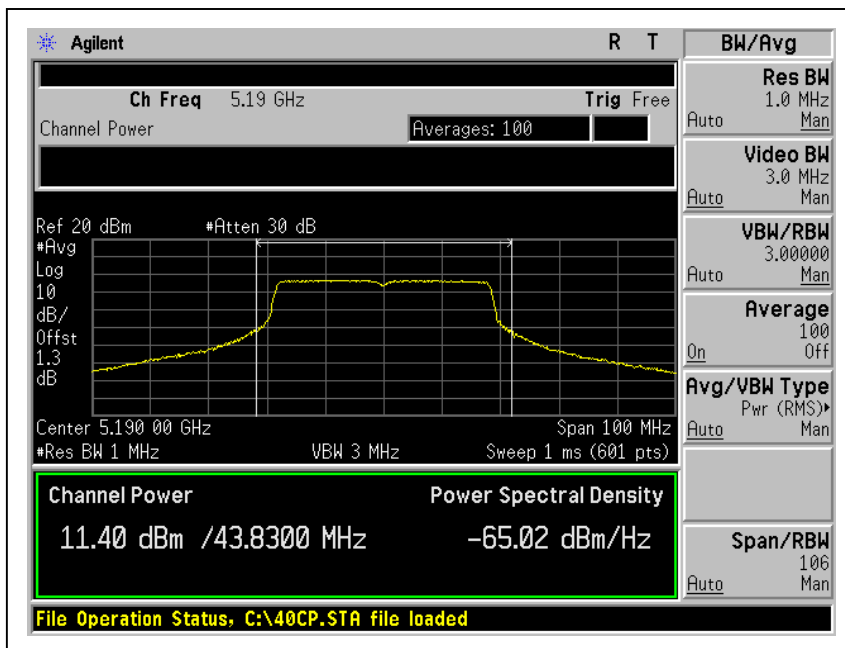 Agilent R T
Ch Freq 5.19 GHz Trig Free
Channel Power Averages: 100
Ref 20 dBm #Atten 30 dB
#Avg
Log
10
dB/
Offst
1.3
dB
Center 5.190 00 GHz Span 100 MHz
#Res BW 1 MHz VBW 3 MHz Sweep 1 ms (601 pts)
Channel Power Power Spectral Density
11.40 dBm /43.8300 MHz -65.02 dBm/Hz
File Operation Status, C:\40CP.STA file loaded
BW/Avg
Res BW
1.0 MHz
Auto Man
Video BW
3.0 MHz
Auto Man
VBW/RBW
3.00000
Auto Man
Average
100
On Off
Avg/VBW Type
Pwr (RMS)▸
Auto Man
Span/RBW
106
Auto Man